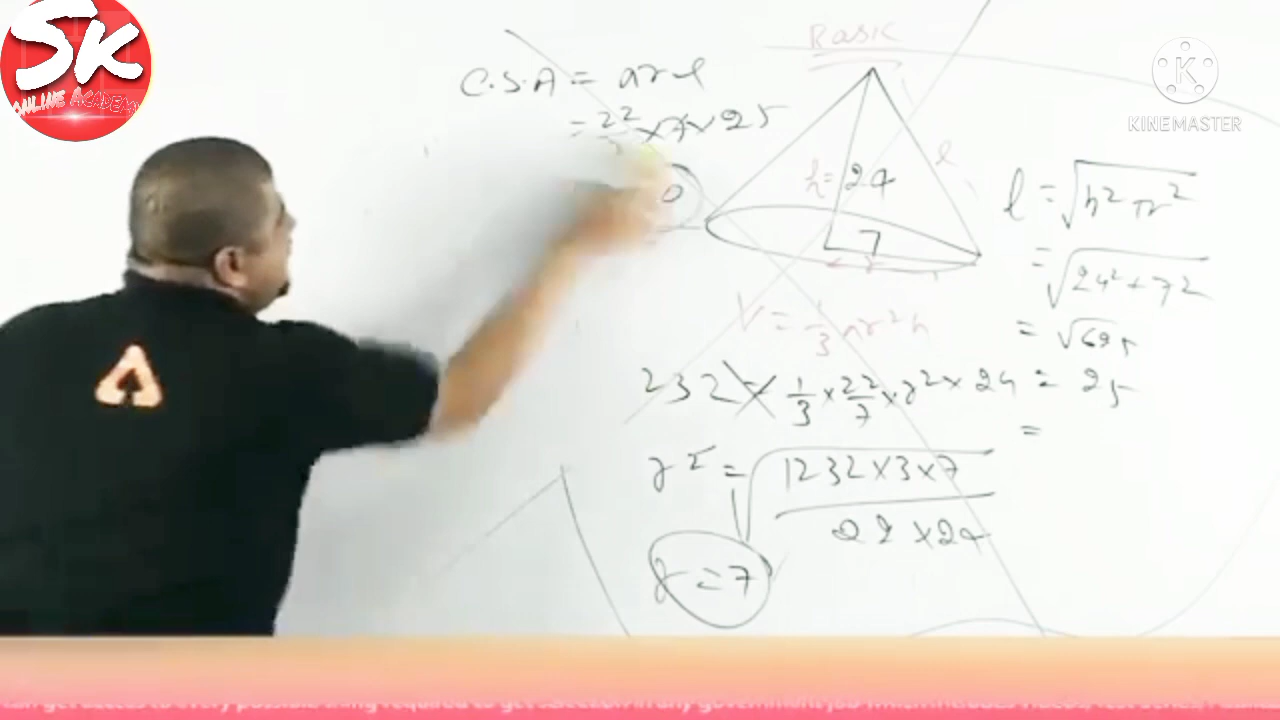 SK
ONLINE ACADEMY
KINEMASTER
Basic
C.S.A = πrl
= 22 × 7 × 25
0
h = 24
l
7
r
l = √h² + r²
= √24² + 7²
= √625
= 25
=
V = 1/3 πr²h
1232 = 1/3 × 22/7 × r² × 24
r² = √1232 × 3 × 7 / 22 × 24
r = 7